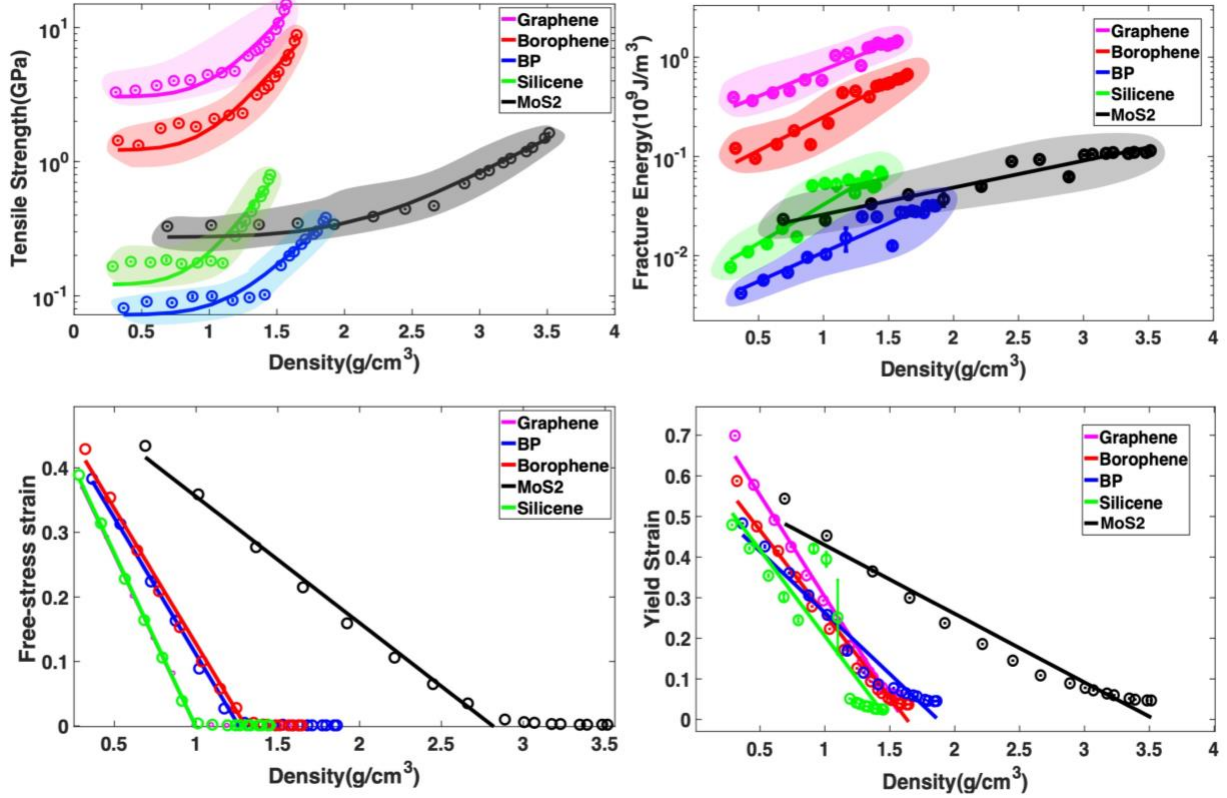 Tensile Strength(GPa)
10^1
10^0
10^-1
0 0.5 1 1.5 2 2.5 3 3.5 4
Density(g/cm^3)
Graphene
Borophene
BP
Silicene
MoS2
Fracture Energy(10^9J/m^3)
10^0
10^-1
10^-2
0 0.5 1 1.5 2 2.5 3 3.5 4
Density(g/cm^3)
Graphene
Borophene
BP
Silicene
MoS2
Free-stress strain
0.4
0.3
0.2
0.1
0
0.5 1 1.5 2 2.5 3 3.5
Density(g/cm^3)
Graphene
BP
Borophene
MoS2
Silicene
Yield Strain
0.7
0.6
0.5
0.4
0.3
0.2
0.1
0
0.5 1 1.5 2 2.5 3 3.5 4
Density(g/cm^3)
Graphene
Borophene
BP
Silicene
MoS2